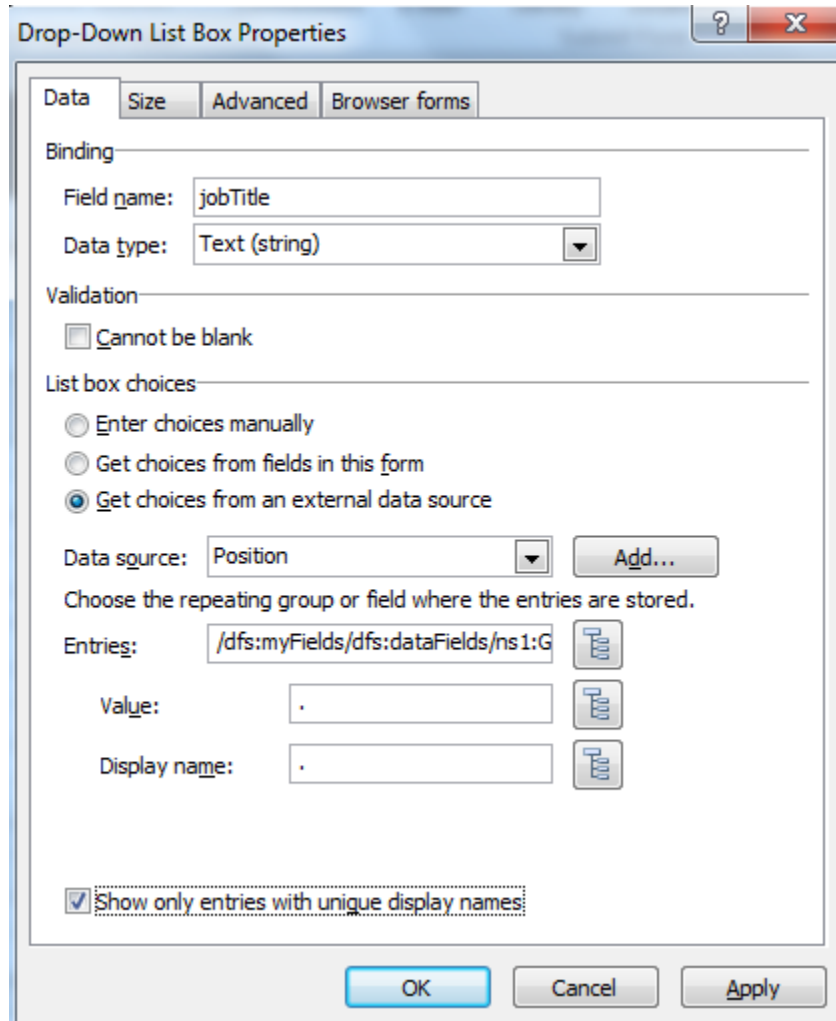 Drop-Down List Box Properties
Data Size Advanced Browser forms
Binding
Field name: jobTitle
Data type: Text (string)
Validation
Cannot be blank
List box choices
Enter choices manually
Get choices from fields in this form
Get choices from an external data source
Data source: Position Add...
Choose the repeating group or field where the entries are stored.
Entries: /dfs:myFields/dfs:dataFields/ns1:G
Value: .
Display name: .
Show only entries with unique display names
OK Cancel Apply